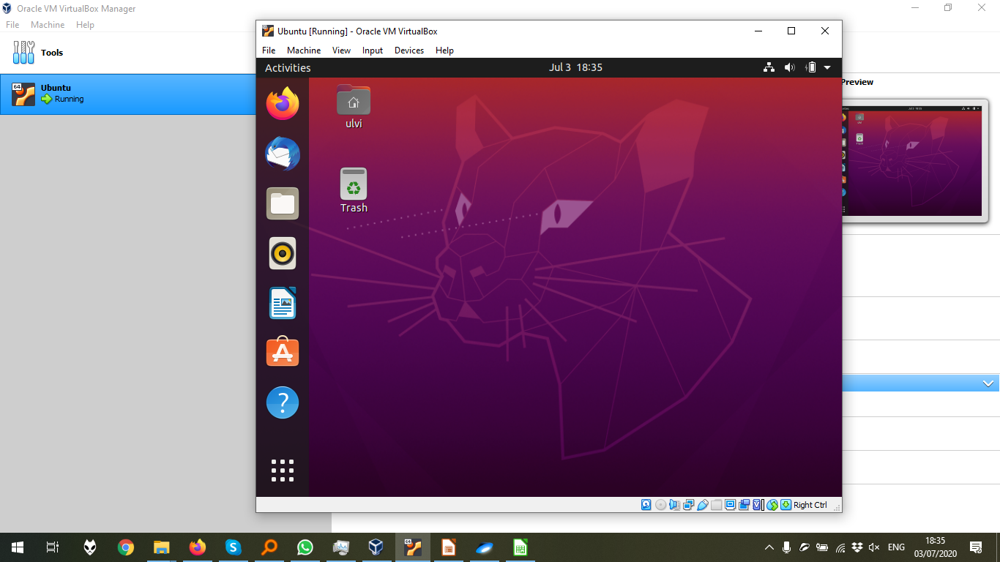 Oracle VM VirtualBox Manager
File Machine Help
Tools
64
Ubuntu
Running
Ubuntu [Running] - Oracle VM VirtualBox
File Machine View Input Devices Help
Activities
Jul 3 18:35
ulvi
Trash
Right Ctrl
Preview
ulvi
Trash
ENG
18:35
03/07/2020